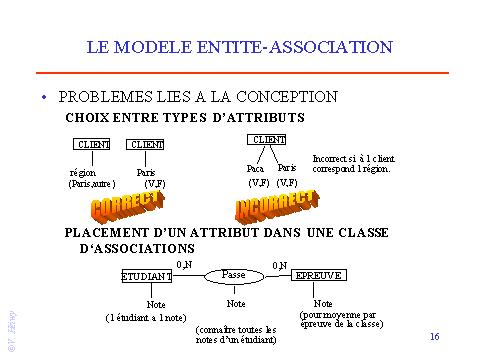 LE MODELE ENTITE-ASSOCIATION
• PROBLEMES LIES A LA CONCEPTION
CHOIX ENTRE TYPES D'ATTRIBUTS
CLIENT CLIENT CLIENT
région Paris Paca Paris Incorrect si à 1 client
(Paris,autre) (V,F) (V,F) (V,F) correspond 1 région.
CORRECT INCORRECT
PLACEMENT D'UN ATTRIBUT DANS UNE CLASSE
D'ASSOCIATIONS
0,N 0,N
ETUDIANT Passe EPREUVE
Note Note Note
(1 étudiant a 1 note) (connaître toutes les (pour moyenne par
notes d'un étudiant) épreuve de la classe)
16